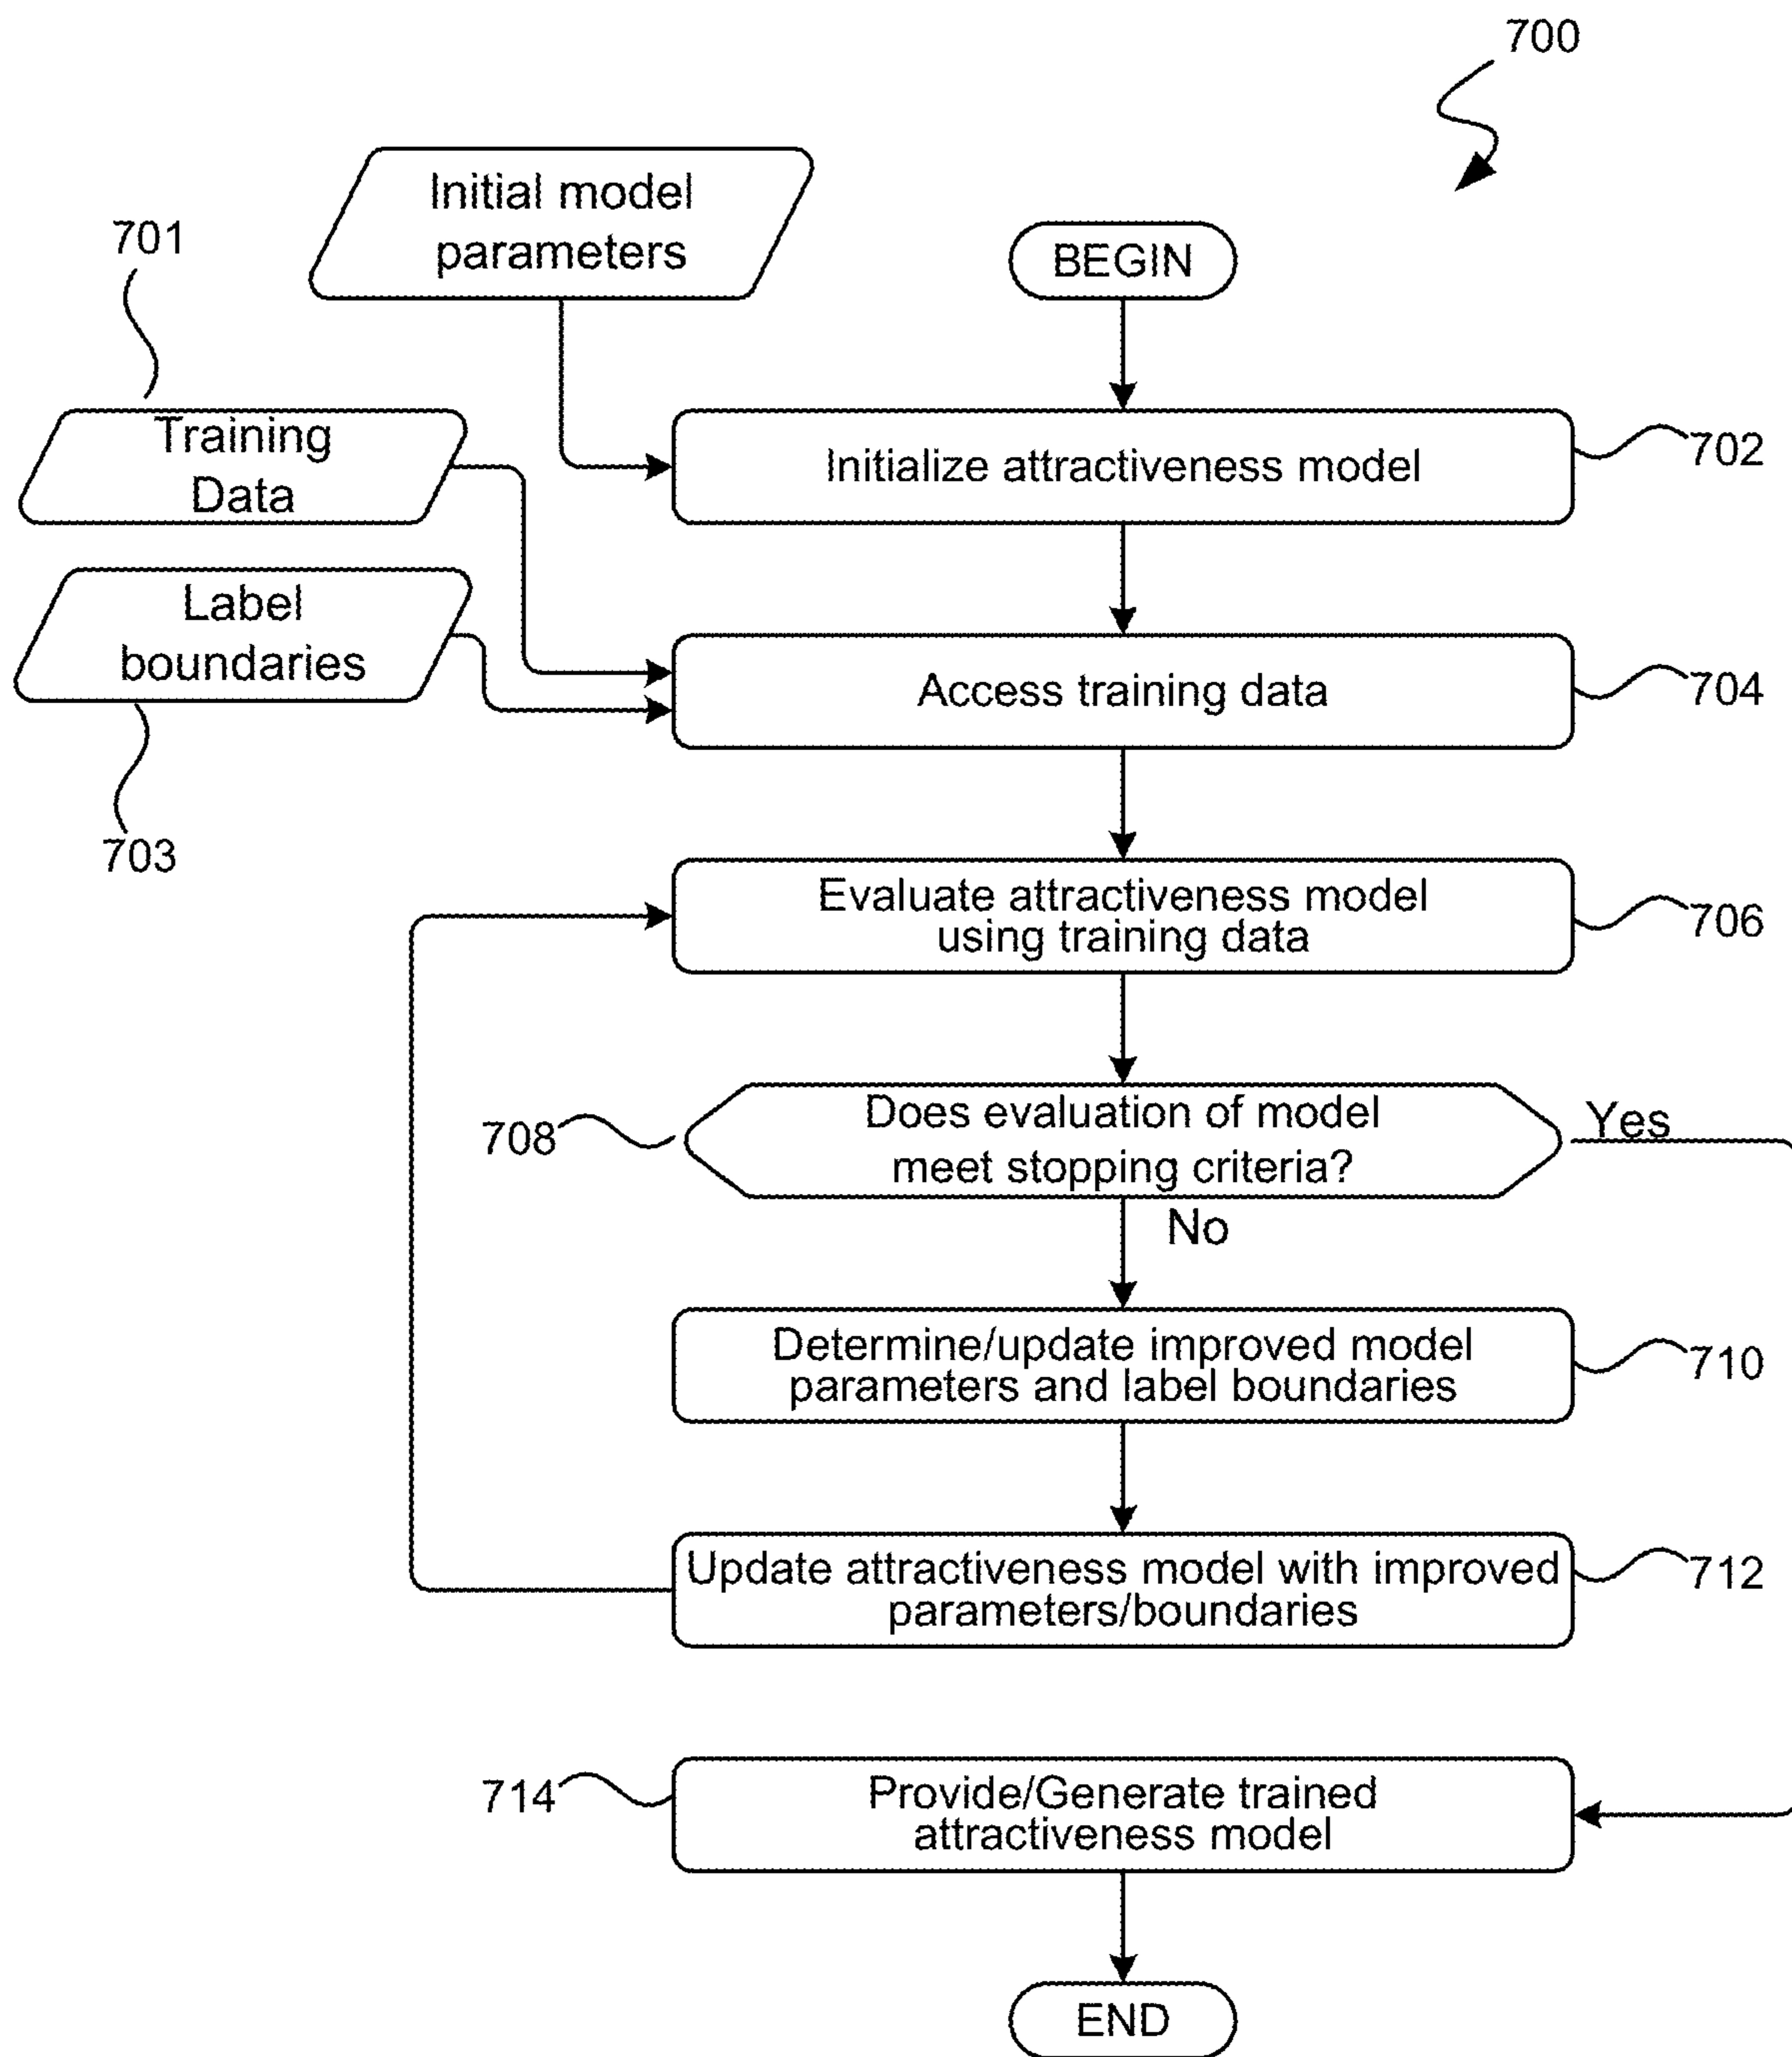 700
Initial model
parameters
BEGIN
701
Training
Data
Initialize attractiveness model
702
Label
boundaries
703
Access training data
704
Evaluate attractiveness model
using training data
706
708
Does evaluation of model
meet stopping criteria?
Yes
No
Determine/update improved model
parameters and label boundaries
710
Update attractiveness model with improved
parameters/boundaries
712
714
Provide/Generate trained
attractiveness model
END